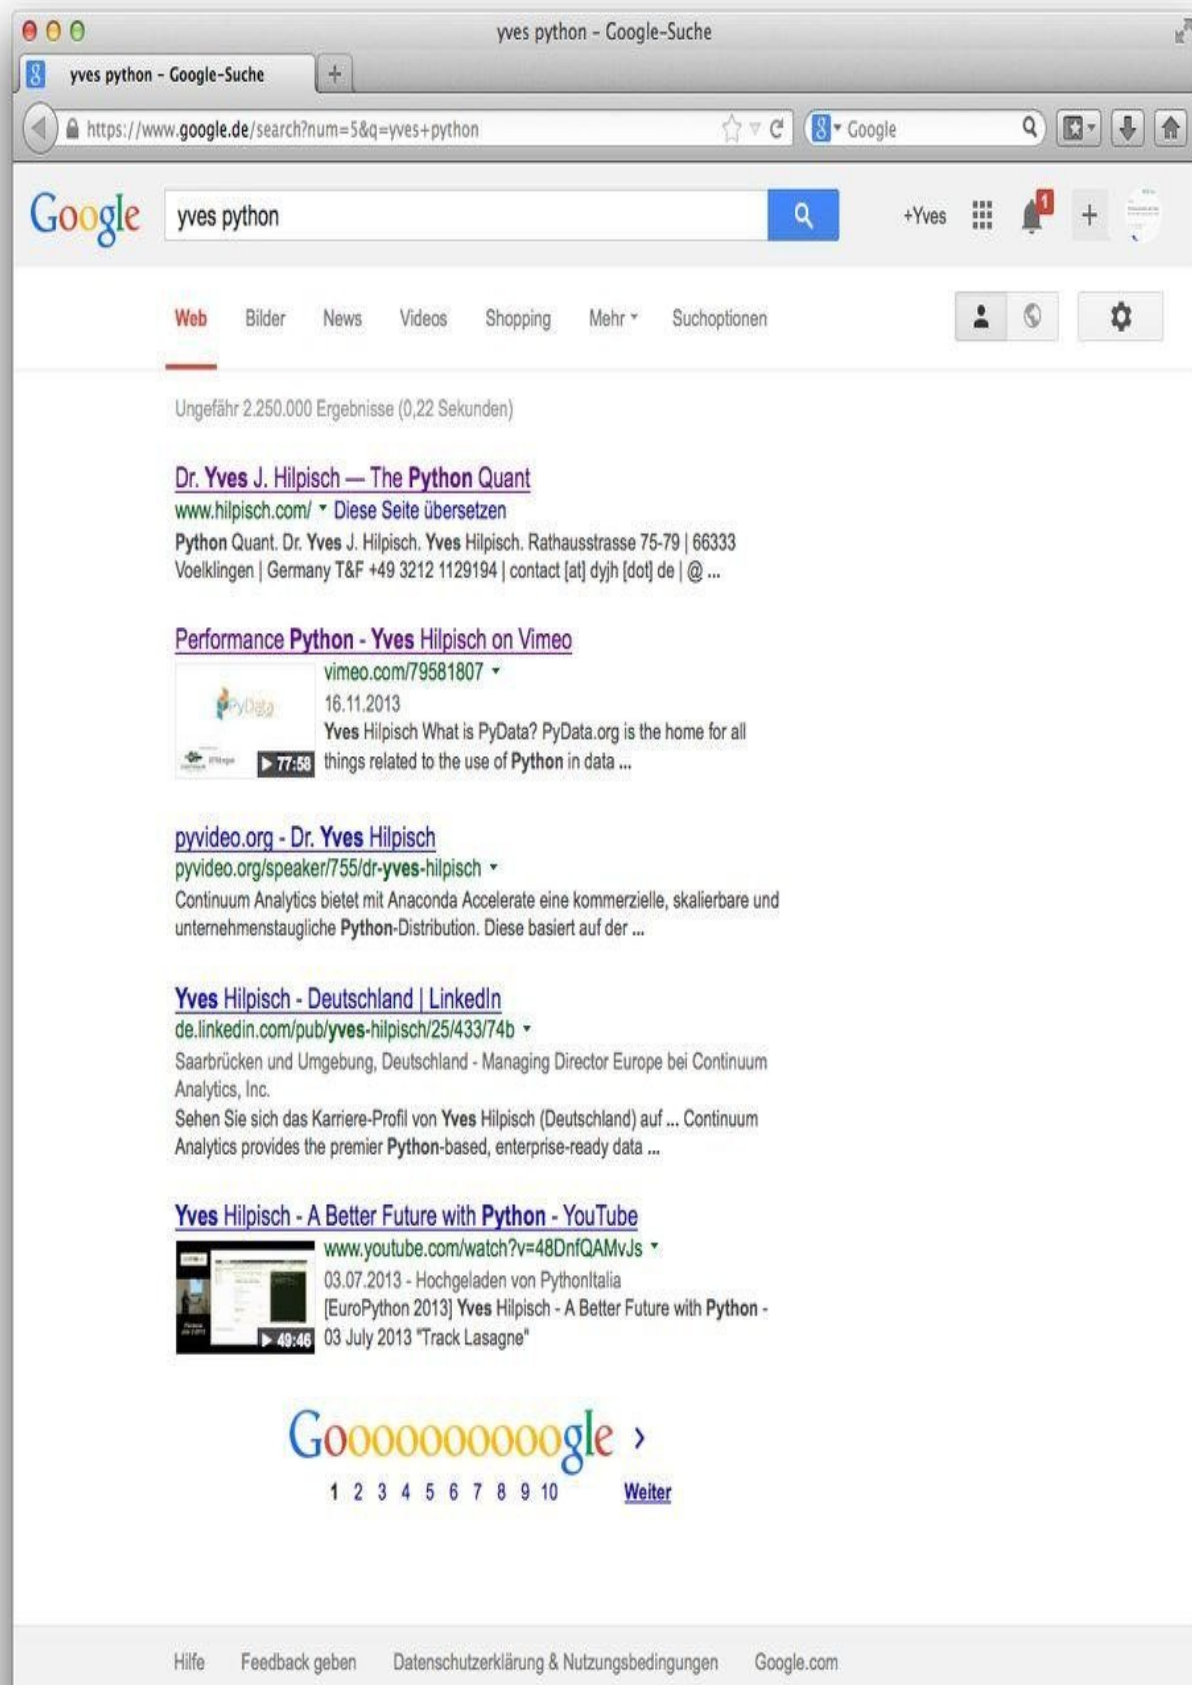 yves python - Google-Suche
yves python - Google-Suche
https://www.google.de/search?num=5&q=yves+python
Google
Google
yves python
+Yves
1
Web Bilder News Videos Shopping Mehr Suchoptionen
Ungefähr 2.250.000 Ergebnisse (0,22 Sekunden)
Dr. Yves J. Hilpisch — The Python Quant
www.hilpisch.com/ Diese Seite übersetzen
Python Quant. Dr. Yves J. Hilpisch. Yves Hilpisch. Rathausstrasse 75-79 | 66333
Voelklingen | Germany T&F +49 3212 1129194 | contact [at] dyjh [dot] de | @ ...
Performance Python - Yves Hilpisch on Vimeo
vimeo.com/79581807
16.11.2013
Yves Hilpisch What is PyData? PyData.org is the home for all
things related to the use of Python in data ...
PyData
77:58
pyvideo.org - Dr. Yves Hilpisch
pyvideo.org/speaker/755/dr-yves-hilpisch
Continuum Analytics bietet mit Anaconda Accelerate eine kommerzielle, skalierbare und
unternehmenstaugliche Python-Distribution. Diese basiert auf der ...
Yves Hilpisch - Deutschland | LinkedIn
de.linkedin.com/pub/yves-hilpisch/25/433/74b
Saarbrücken und Umgebung, Deutschland - Managing Director Europe bei Continuum
Analytics, Inc.
Sehen Sie sich das Karriere-Profil von Yves Hilpisch (Deutschland) auf ... Continuum
Analytics provides the premier Python-based, enterprise-ready data ...
Yves Hilpisch - A Better Future with Python - YouTube
www.youtube.com/watch?v=48DnfQAMvJs
03.07.2013 - Hochgeladen von PythonItalia
[EuroPython 2013] Yves Hilpisch - A Better Future with Python -
03 July 2013 "Track Lasagne"
49:46
Goooooooooogle
1 2 3 4 5 6 7 8 9 10 Weiter
Hilfe Feedback geben Datenschutzerklärung & Nutzungsbedingungen Google.com